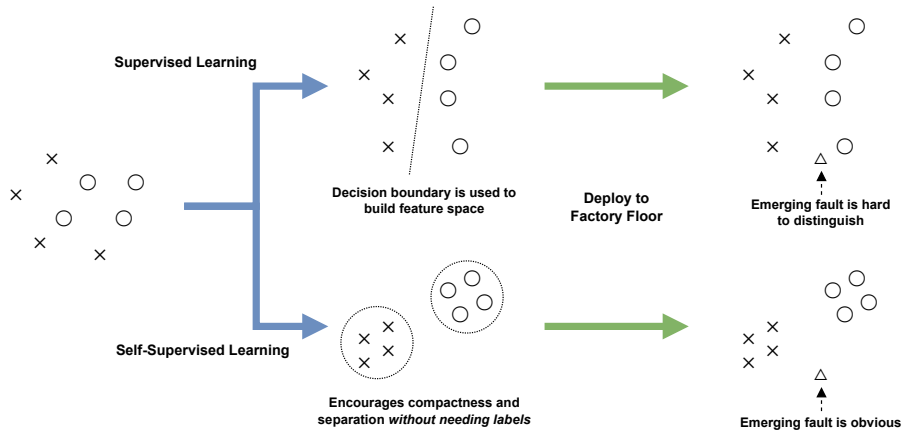 Supervised Learning
Decision boundary is used to
build feature space
Deploy to
Factory Floor
Emerging fault is hard
to distinguish
Self-Supervised Learning
Encourages compactness and
separation without needing labels
Emerging fault is obvious